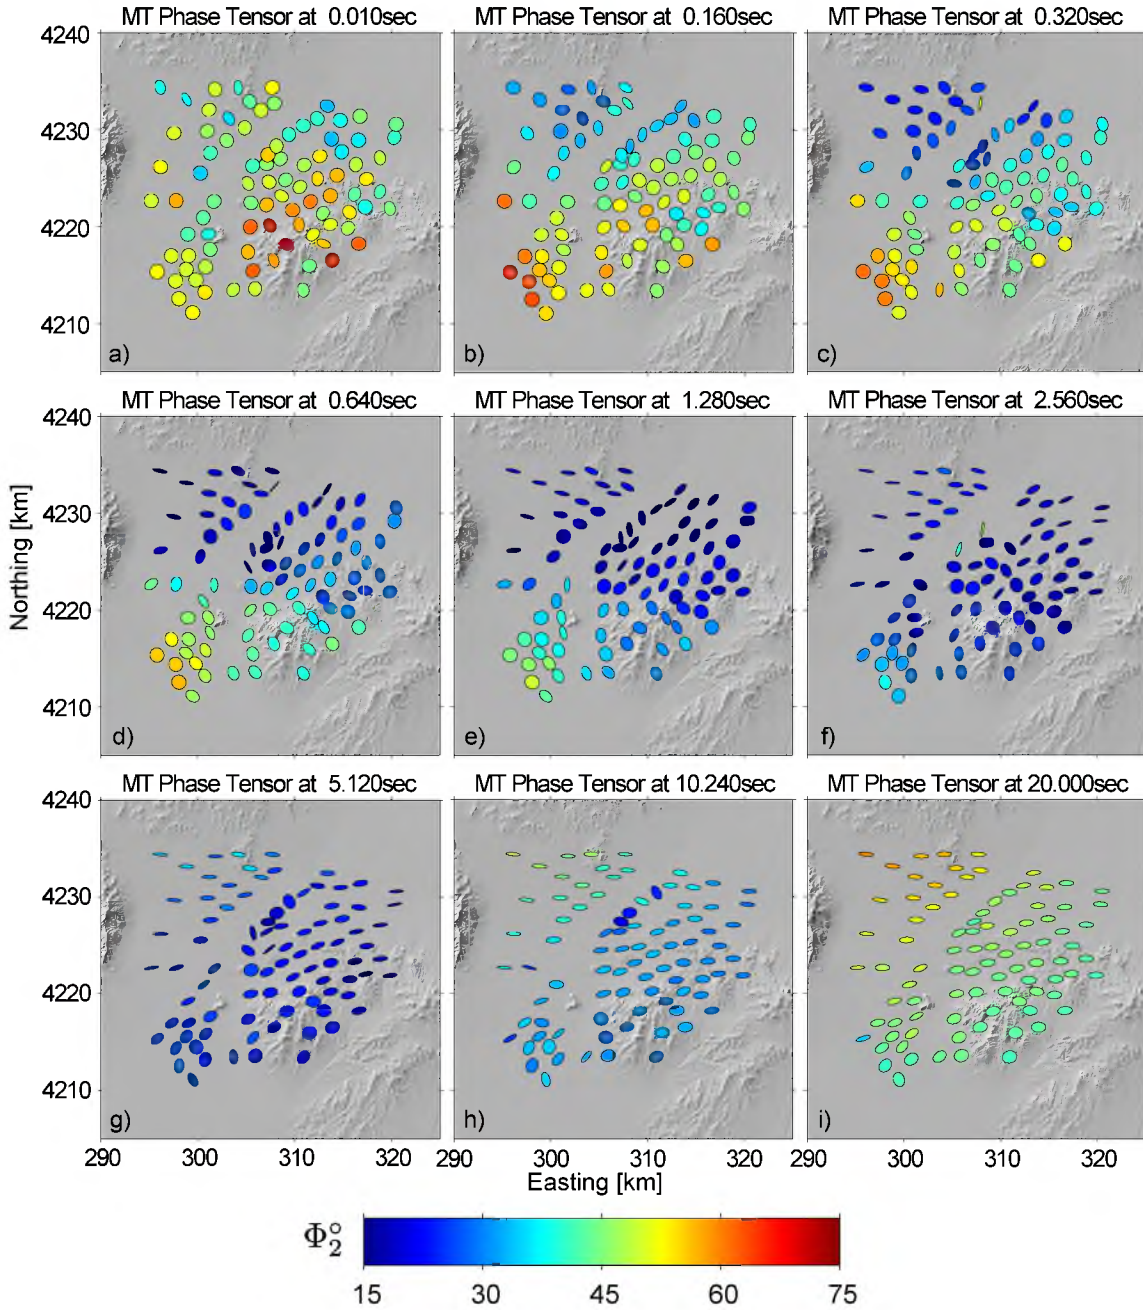 MT Phase Tensor at 0.010sec
MT Phase Tensor at 0.160sec
MT Phase Tensor at 0.320sec
4240
4230
4220
4210
a)
b)
c)
MT Phase Tensor at 0.640sec
MT Phase Tensor at 1.280sec
MT Phase Tensor at 2.560sec
4240
4230
4220
4210
Northing [km]
d)
e)
f)
MT Phase Tensor at 5.120sec
MT Phase Tensor at 10.240sec
MT Phase Tensor at 20.000sec
4240
4230
4220
4210
g)
h)
i)
290 300 310 320 290 300 310 320 290 300 310 320
Easting [km]
Φ₂°
15 30 45 60 75